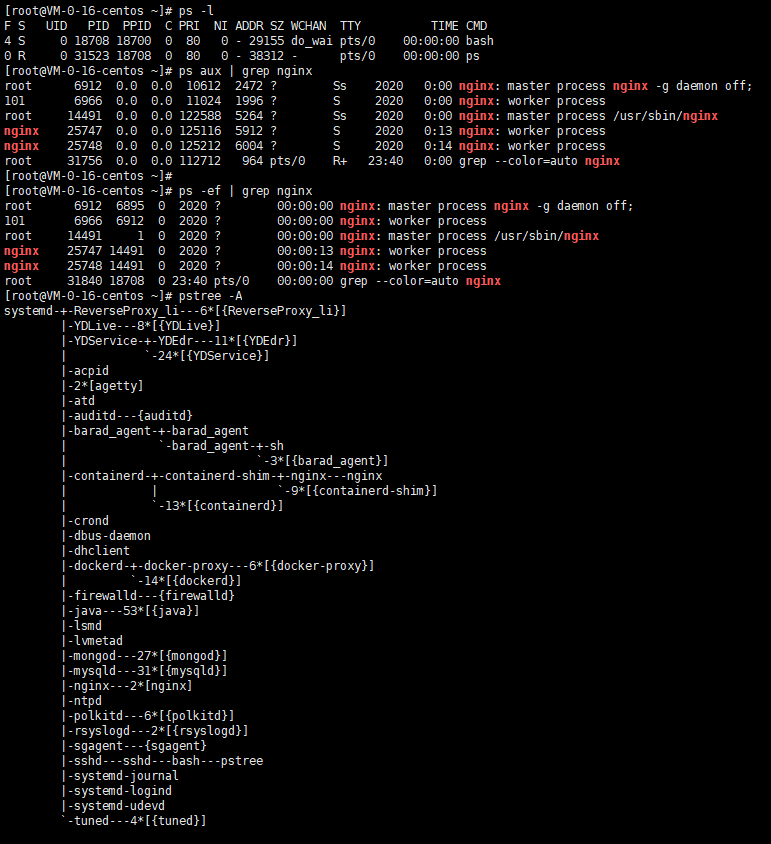 [root@VM-0-16-centos ~]# ps -l
F S   UID   PID  PPID  C PRI  NI ADDR SZ WCHAN  TTY          TIME CMD
4 S     0 18708 18700  0  80   0 - 29155 do_wai pts/0    00:00:00 bash
0 R     0 31523 18708  0  80   0 - 38312 -      pts/0    00:00:00 ps
[root@VM-0-16-centos ~]# ps aux | grep nginx
root      6912  0.0  0.0  10612  2472 ?        Ss    2020   0:00 nginx: master process nginx -g daemon off;
101       6966  0.0  0.0  11024  1996 ?        S     2020   0:00 nginx: worker process
root     14491  0.0  0.0 122588  5264 ?        Ss    2020   0:00 nginx: master process /usr/sbin/nginx
nginx    25747  0.0  0.0 125116  5912 ?        S     2020   0:13 nginx: worker process
nginx    25748  0.0  0.0 125212  6004 ?        S     2020   0:14 nginx: worker process
root     31756  0.0  0.0 112712   964 pts/0    R+   23:40   0:00 grep --color=auto nginx
[root@VM-0-16-centos ~]#
[root@VM-0-16-centos ~]# ps -ef | grep nginx
root      6912  6895  0  2020 ?        00:00:00 nginx: master process nginx -g daemon off;
101       6966  6912  0  2020 ?        00:00:00 nginx: worker process
root     14491     1  0  2020 ?        00:00:00 nginx: master process /usr/sbin/nginx
nginx    25747 14491  0  2020 ?        00:00:13 nginx: worker process
nginx    25748 14491  0  2020 ?        00:00:14 nginx: worker process
root     31840 18708  0 23:40 pts/0    00:00:00 grep --color=auto nginx
[root@VM-0-16-centos ~]# pstree -A
systemd-+-ReverseProxy_li---6*[{ReverseProxy_li}]
        |-YDLive---8*[{YDLive}]
        |-YDService-+-YDEdr---11*[{YDEdr}]
        |           `-24*[{YDService}]
        |-acpid
        |-2*[agetty]
        |-atd
        |-auditd---{auditd}
        |-barad_agent-+-barad_agent
        |             `-barad_agent-+-sh
        |                           `-3*[{barad_agent}]
        |-containerd-+-containerd-shim-+-nginx---nginx
        |            |                 `-9*[{containerd-shim}]
        |            `-13*[{containerd}]
        |-crond
        |-dbus-daemon
        |-dhclient
        |-dockerd-+-docker-proxy---6*[{docker-proxy}]
        |         `-14*[{dockerd}]
        |-firewalld---{firewalld}
        |-java---53*[{java}]
        |-lsmd
        |-lvmetad
        |-mongod---27*[{mongod}]
        |-mysqld---31*[{mysqld}]
        |-nginx---2*[nginx]
        |-ntpd
        |-polkitd---6*[{polkitd}]
        |-rsyslogd---2*[{rsyslogd}]
        |-sgagent---{sgagent}
        |-sshd---sshd---bash---pstree
        |-systemd-journal
        |-systemd-logind
        |-systemd-udevd
        `-tuned---4*[{tuned}]